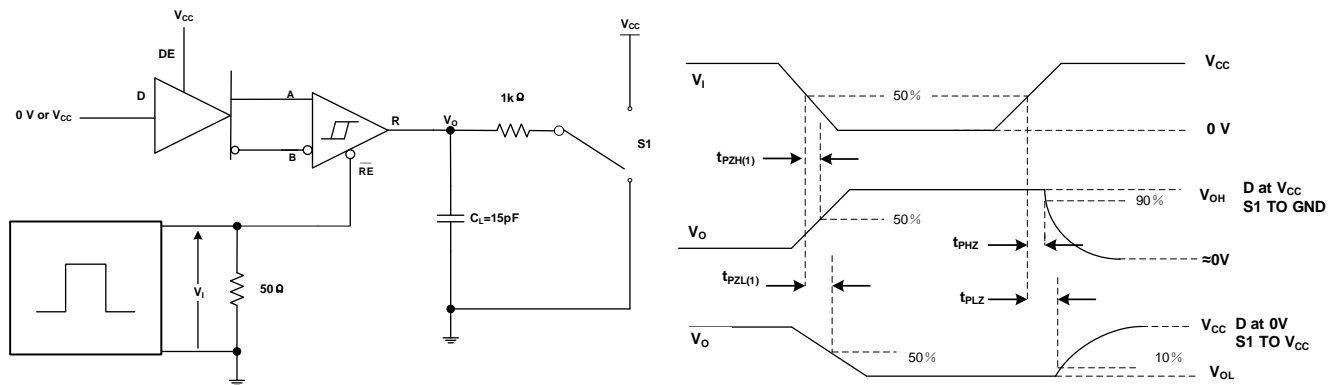 VCC
DE
D
0 V or VCC
A
B
R
RE
VO
1kΩ
VCC
S1
CL=15pF
VI
50Ω
VI
50%
VCC
0 V
tPZH(1)
VO
50%
90%
VOH
D at VCC
S1 TO GND
tPHZ
≈0V
tPZL(1)
tPLZ
VO
50%
10%
VCC
D at 0V
S1 TO VCC
VOL